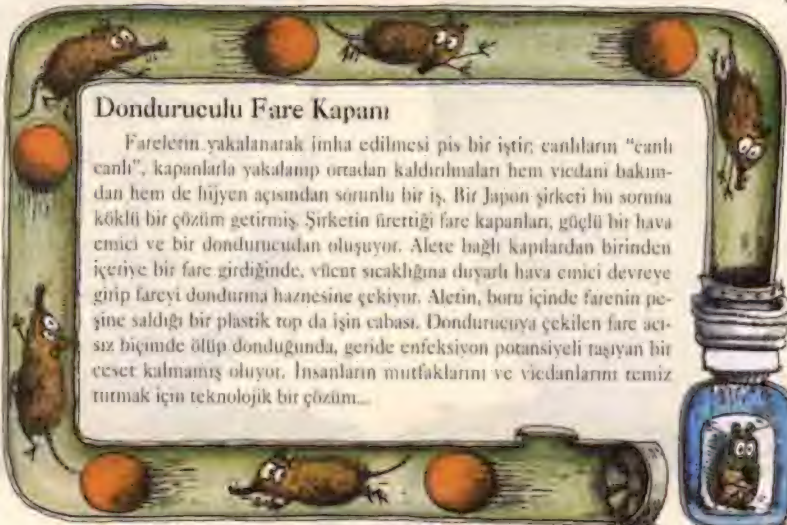 Donduruculu Fare Kapanı
Farelerin yakalanarak imha edilmesi pis bir iştir; canlıların "canlı
canlı", kapanlarla yakalanıp ortadan kaldırılmaları hem vicdani bakım-
dan hem de hijyen açısından sorunlu bir iş. Bir Japon şirketi bu soruna
köklü bir çözüm getirmiş. Şirketin ürettiği fare kapanları, güçlü bir hava
emici ve bir dondurucudan oluşuyor. Alete bağlı kapılardan birinden
içeriye bir fare girdiğinde, vücut sıcaklığına duyarlı hava emici devreye
girip fareyi dondurma haznesine çekiyor. Aletin, boru içinde farenin pe-
şine saldığı bir plastik top da işin cabası. Dondurucuya çekilen fare acı-
sız biçimde ölüp donduğunda, geride enfeksiyon potansiyeli taşıyan bir
ceset kalmamış oluyor. İnsanların mutfaklarını ve vicdanlarını temiz
tutmak için teknolojik bir çözüm...